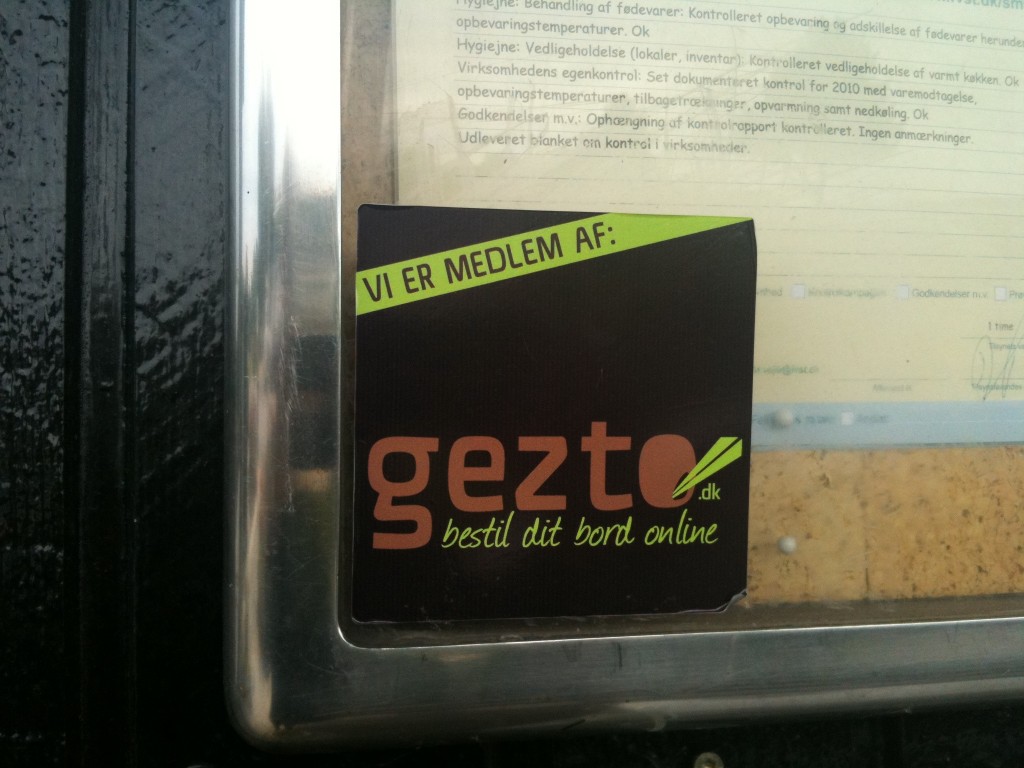 Hygiejne: Behandling af fødevarer: Kontrolleret opbevaring og adskillelse af fødevarer
opbevaringstemperaturer. Ok
Hygiejne: Vedligeholdelse (lokaler, inventar): Kontrolleret vedligeholdelse af varmt køkken. Ok
Virksomhedens egenkontrol: Set dokumenteret kontrol for 2010 med varemodtagelse,
opbevaringstemperaturer, tilbagetrækninger, opvarmning samt nedkøling. Ok
Godkendelser m.v.: Ophængning af kontrolrapport kontrolleret. Ingen anmærkninger.
Udleveret blanket om kontrol i virksomheder.
VI ER MEDLEM AF:
Godkendelser m.v.
1 time
gezto.dk
bestil dit bord online